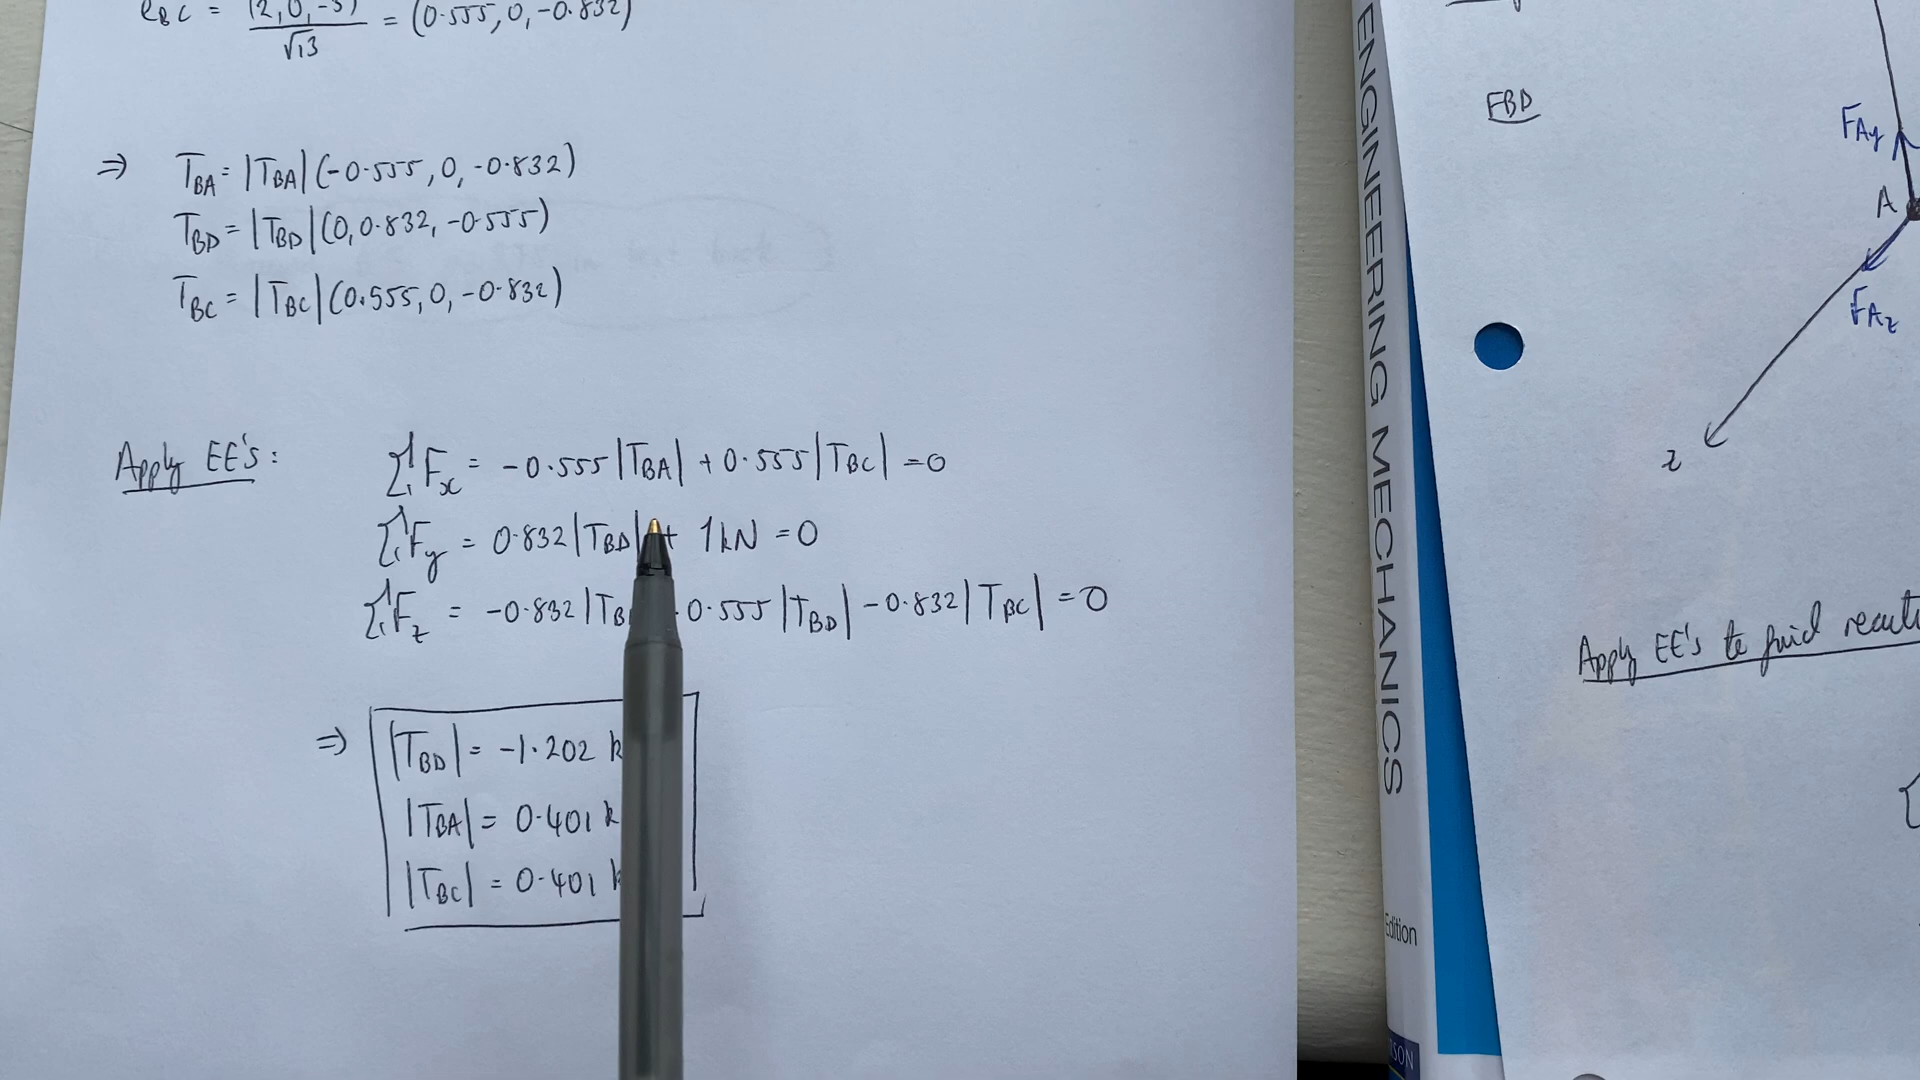 e_BC = (2, 0, -3) / √13 = (0.555, 0, -0.832)
⇒ T_BA = |T_BA| (-0.555, 0, -0.832)
T_BD = |T_BD| (0, 0.832, -0.555)
T_BC = |T_BC| (0.555, 0, -0.832)
Apply EE's: ΣF_x = -0.555|T_BA| + 0.555|T_BC| = 0
ΣF_y = 0.832|T_BD| + 1kN = 0
ΣF_z = -0.832|T_B 0.555|T_BD| - 0.832|T_BC| = 0
⇒ |T_BD| = -1.202 k
|T_BA| = 0.401 k
|T_BC| = 0.401 k
ENGINEERING MECHANICS
Edition
FBD
F_Ay
A
F_Az
z
Apply EE's to find